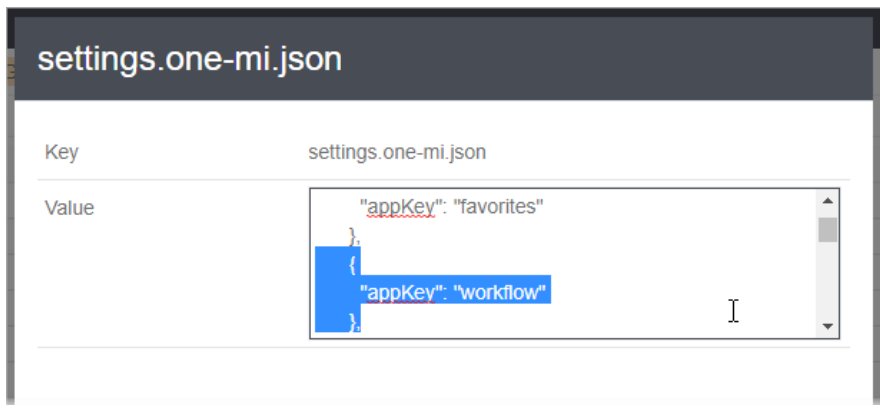 settings.one-mi.json
Key settings.one-mi.json
Value
"appKey": "favorites"
},
{
"appKey": "workflow"
},